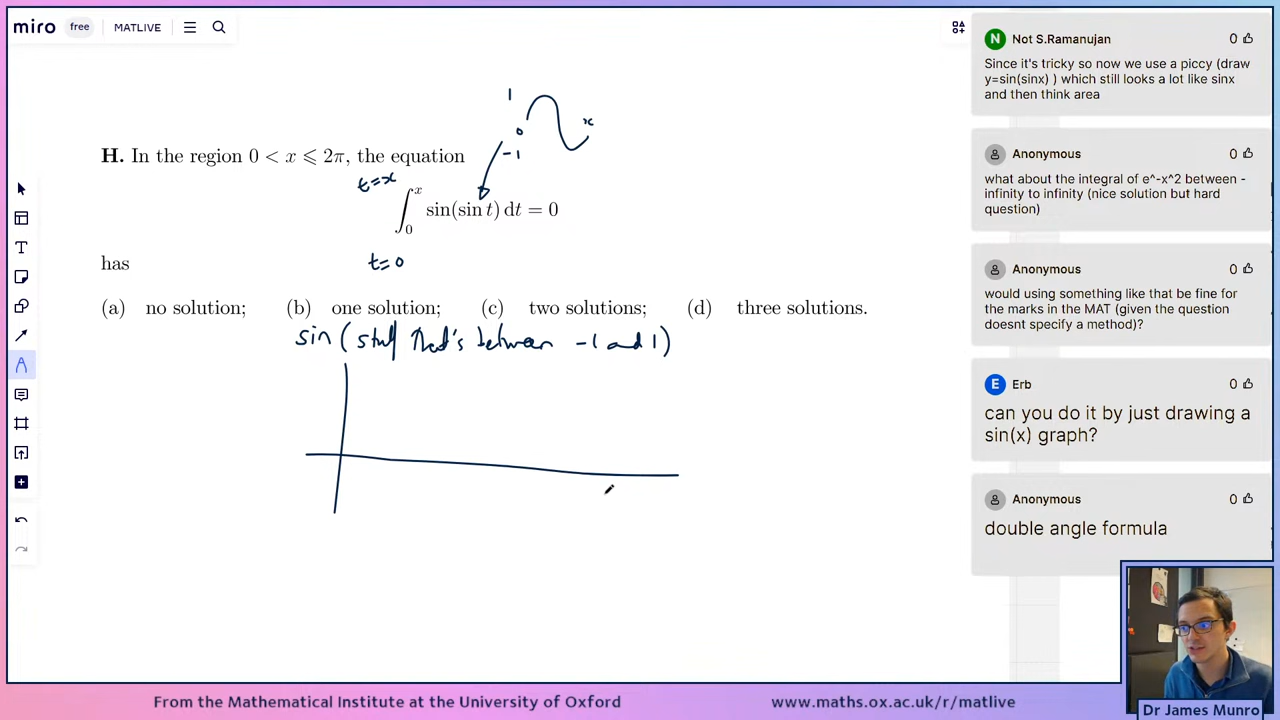 miro free MATLIVE
1
0
-1
x
H. In the region 0 < x ⩽ 2π, the equation
t=x
∫₀ˣ sin(sin t) dt = 0
t=0
has
(a) no solution; (b) one solution; (c) two solutions; (d) three solutions.
sin (stuff that's between -1 and 1)
N Not S.Ramanujan 0
Since it's tricky so now we use a piccy (draw
y=sin(sinx) ) which still looks a lot like sinx
and then think area
Anonymous 0
what about the integral of e^-x^2 between -
infinity to infinity (nice solution but hard
question)
Anonymous 0
would using something like that be fine for
the marks in the MAT (given the question
doesnt specify a method)?
E Erb 0
can you do it by just drawing a
sin(x) graph?
Anonymous 0
double angle formula
From the Mathematical Institute at the University of Oxford
www.maths.ox.ac.uk/r/matlive
Dr James Munro